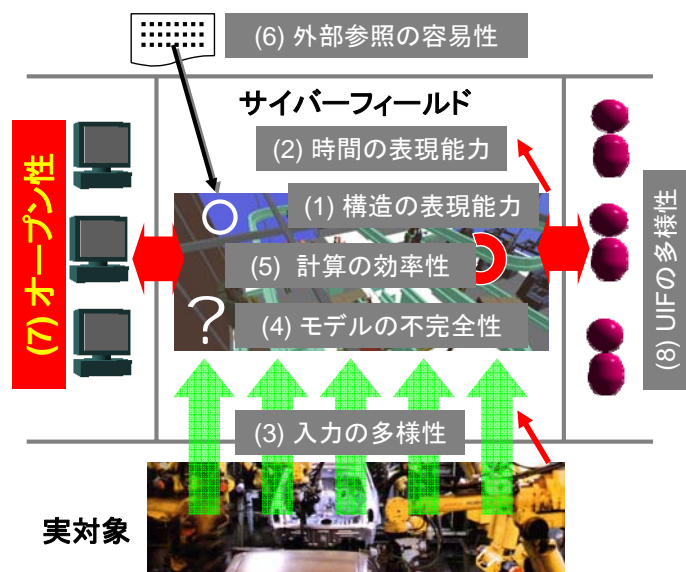 (6) 外部参照の容易性
サイバーフィールド
(2) 時間の表現能力
(1) 構造の表現能力
(7) オープン性
(5) 計算の効率性
(8) UIFの多様性
?
(4) モデルの不完全性
(3) 入力の多様性
実対象